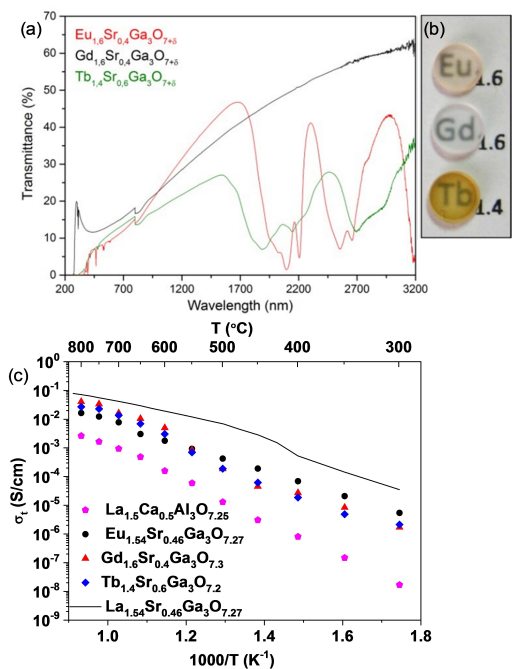 (a)
Eu1,6Sr0,4Ga3O7+δ
Gd1,6Sr0,4Ga3O7+δ
Tb1,4Sr0,6Ga3O7+δ
70
60
50
40
30
20
10
0
Transmittance (%)
200 700 1200 1700 2200 2700 3200
Wavelength (nm)
(b)
Eu 1.6
Gd 1.6
Tb 1.4
T (°C)
800 700 600 500 400 300
(c)
10^0
10^-1
10^-2
10^-3
10^-4
10^-5
10^-6
10^-7
10^-8
10^-9
σt (S/cm)
La1.5Ca0.5Al3O7.25
Eu1.54Sr0.46Ga3O7.27
Gd1.6Sr0.4Ga3O7.3
Tb1.4Sr0.6Ga3O7.2
La1.54Sr0.46Ga3O7.27
1.0 1.2 1.4 1.6 1.8
1000/T (K^-1)